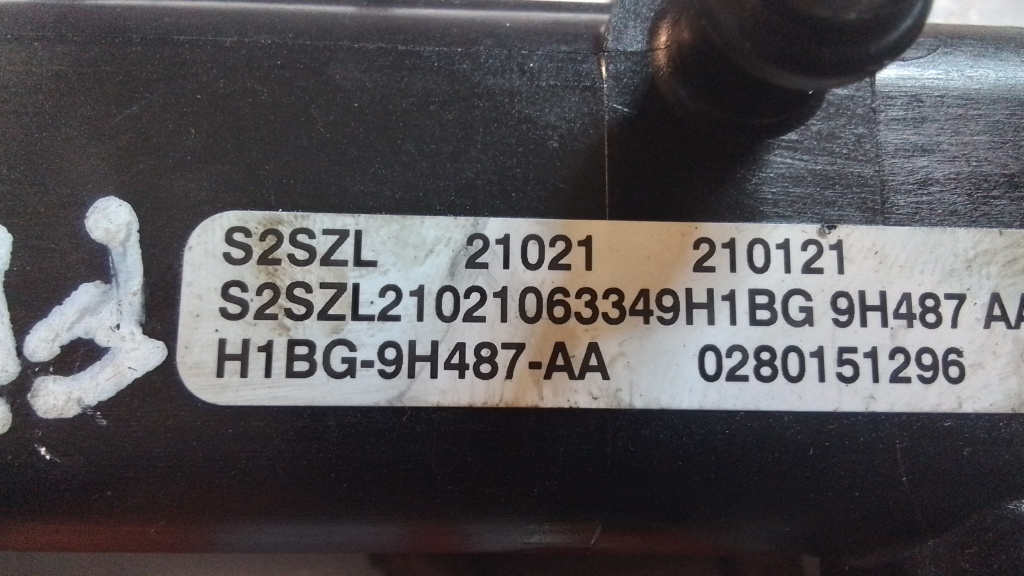 S2SZL 21021 210121
S2SZL21021063349H1BG 9H487 AA
H1BG-9H487-AA 0280151296